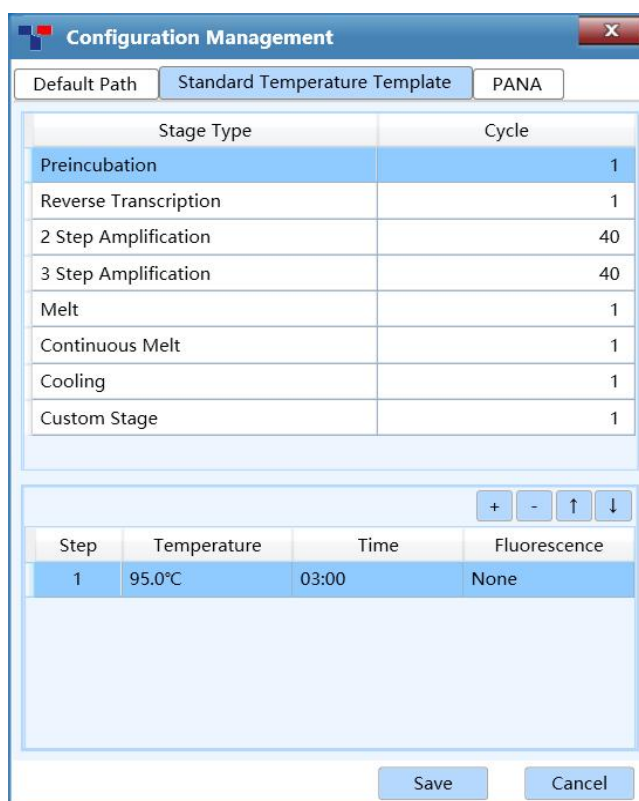 Configuration Management
x
Default Path Standard Temperature Template PANA
Stage Type Cycle
Preincubation 1
Reverse Transcription 1
2 Step Amplification 40
3 Step Amplification 40
Melt 1
Continuous Melt 1
Cooling 1
Custom Stage 1
+ - ↑ ↓
Step Temperature Time Fluorescence
1 95.0℃ 03:00 None
Save Cancel